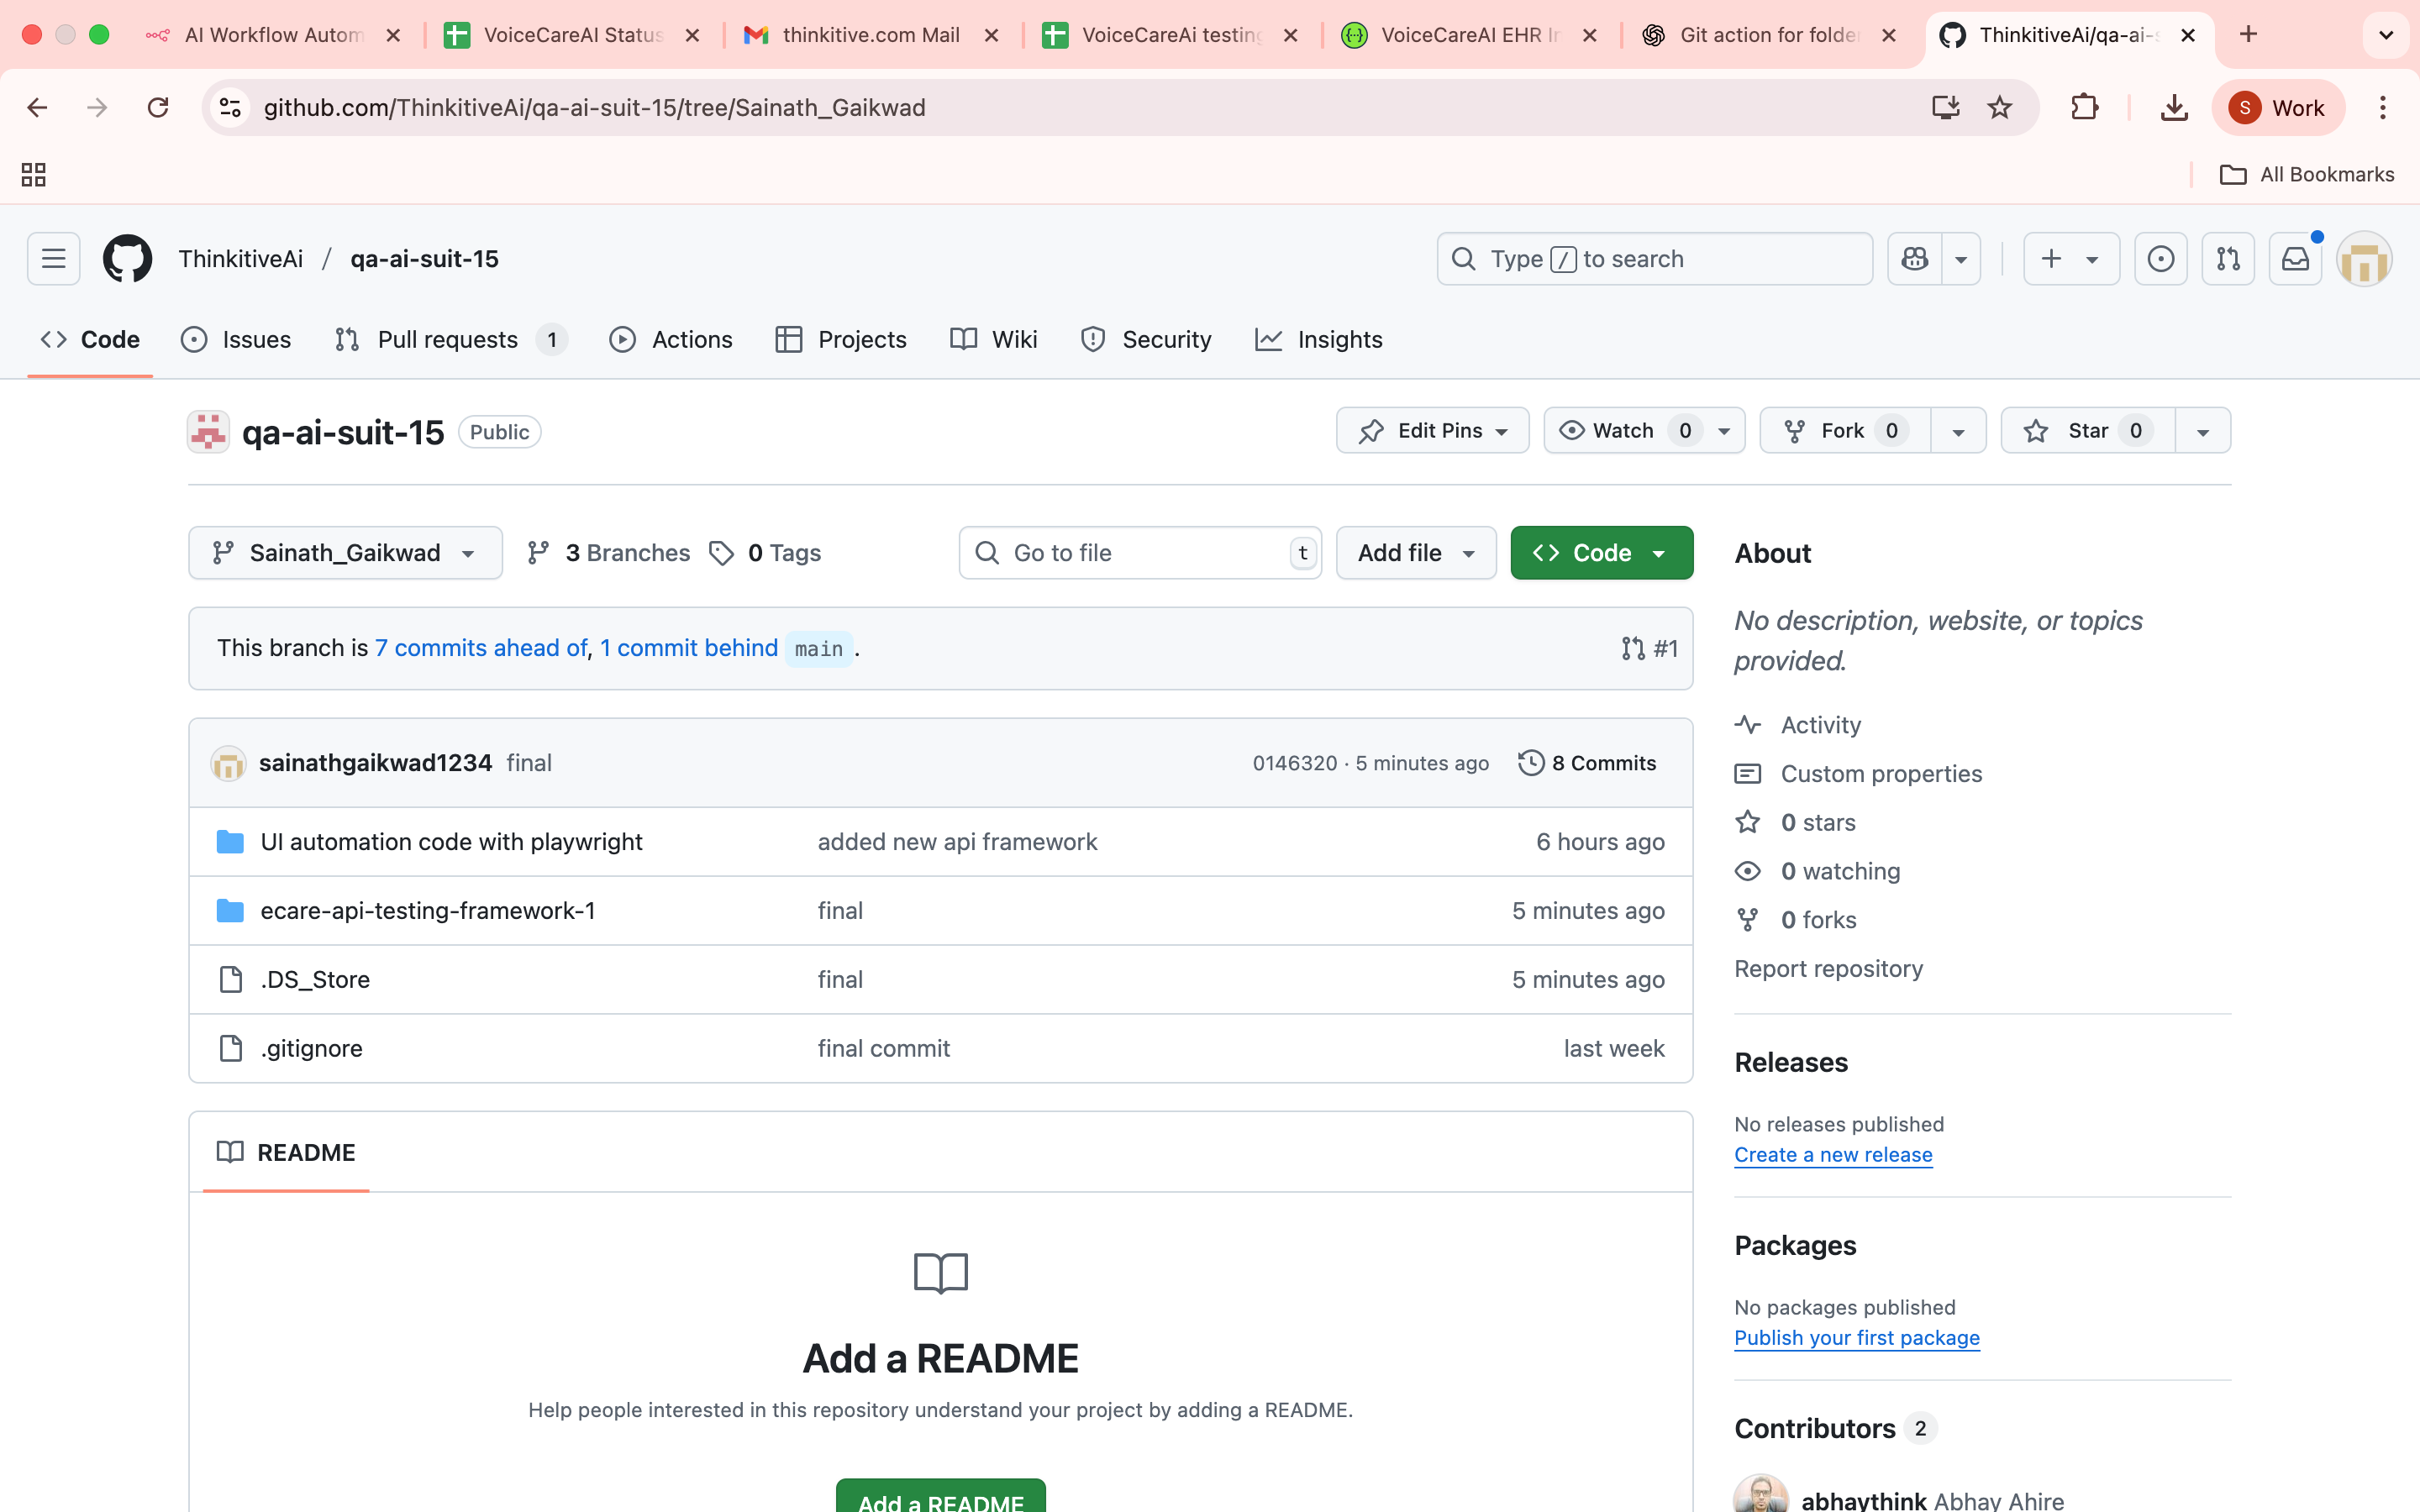 AI Workflow Autom
VoiceCareAI Status
thinkitive.com Mail
VoiceCareAi testing
VoiceCareAI EHR In
Git action for folder
ThinkitiveAi/qa-ai-s
github.com/ThinkitiveAi/qa-ai-suit-15/tree/Sainath_Gaikwad
S Work
All Bookmarks
ThinkitiveAi / qa-ai-suit-15
Type / to search
Code
Issues
Pull requests 1
Actions
Projects
Wiki
Security
Insights
qa-ai-suit-15 Public
Edit Pins
Watch 0
Fork 0
Star 0
Sainath_Gaikwad
3 Branches
0 Tags
Go to file t
Add file
Code
This branch is 7 commits ahead of, 1 commit behind main .
#1
sainathgaikwad1234 final 0146320 · 5 minutes ago 8 Commits
UI automation code with playwright added new api framework 6 hours ago
ecare-api-testing-framework-1 final 5 minutes ago
.DS_Store final 5 minutes ago
.gitignore final commit last week
README
Add a README
Help people interested in this repository understand your project by adding a README.
Add a README
About
No description, website, or topics
provided.
Activity
Custom properties
0 stars
0 watching
0 forks
Report repository
Releases
No releases published
Create a new release
Packages
No packages published
Publish your first package
Contributors 2
abhaythink Abhay Ahire